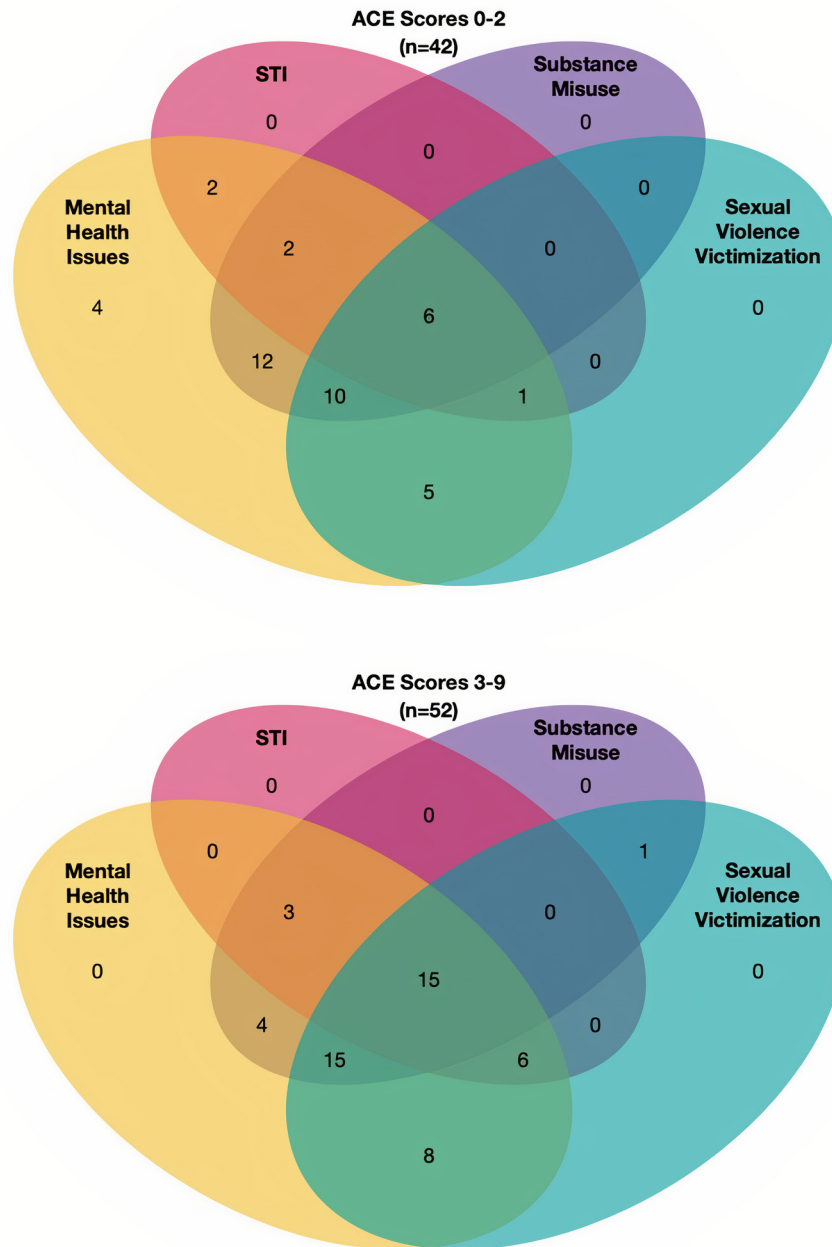 ACE Scores 0-2
(n=42)
STI
Substance
Misuse
0
0
0
2
0
Mental
Health
Issues
Sexual
Violence
Victimization
2
0
4
6
0
12
0
10
1
5
ACE Scores 3-9
(n=52)
STI
Substance
Misuse
0
0
0
0
1
Mental
Health
Issues
Sexual
Violence
Victimization
3
0
0
15
0
4
0
15
6
8